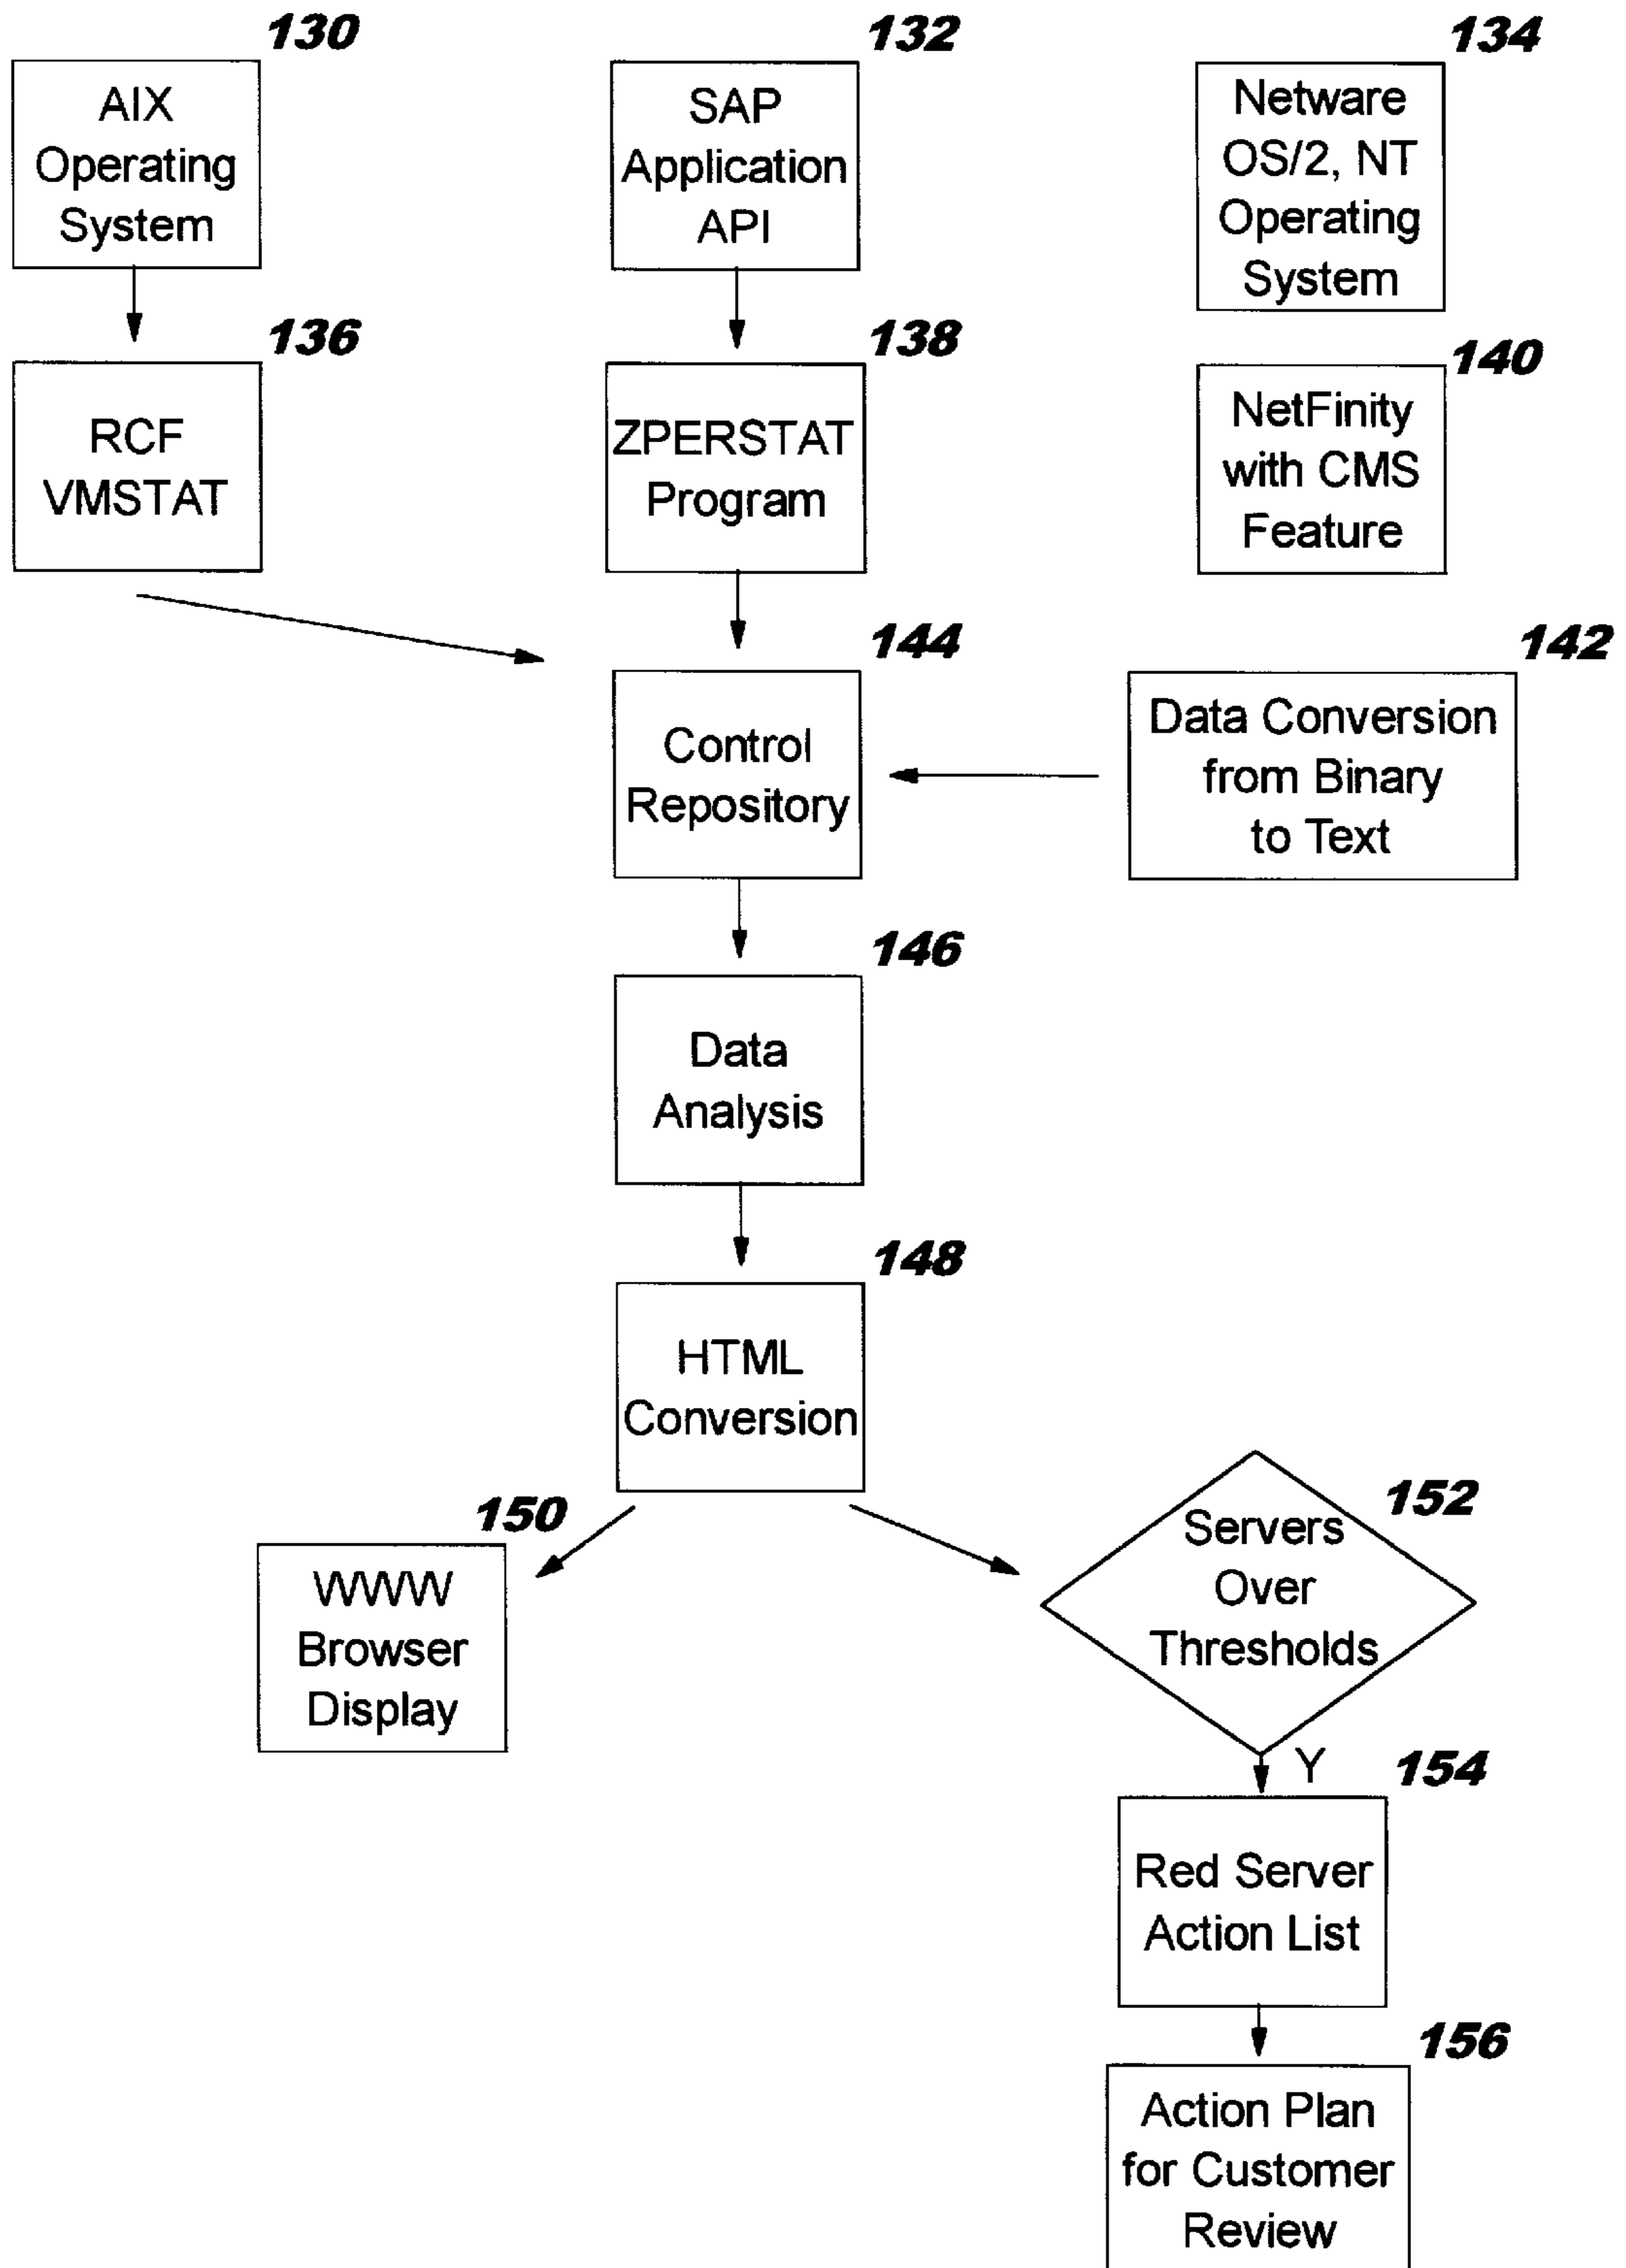 130
AIX
Operating
System
132
SAP
Application
API
134
Netware
OS/2, NT
Operating
System
136
RCF
VMSTAT
138
ZPERSTAT
Program
140
NetFinity
with CMS
Feature
144
Control
Repository
142
Data Conversion
from Binary
to Text
146
Data
Analysis
148
HTML
Conversion
150
WWW
Browser
Display
152
Servers
Over
Thresholds
Y
154
Red Server
Action List
156
Action Plan
for Customer
Review